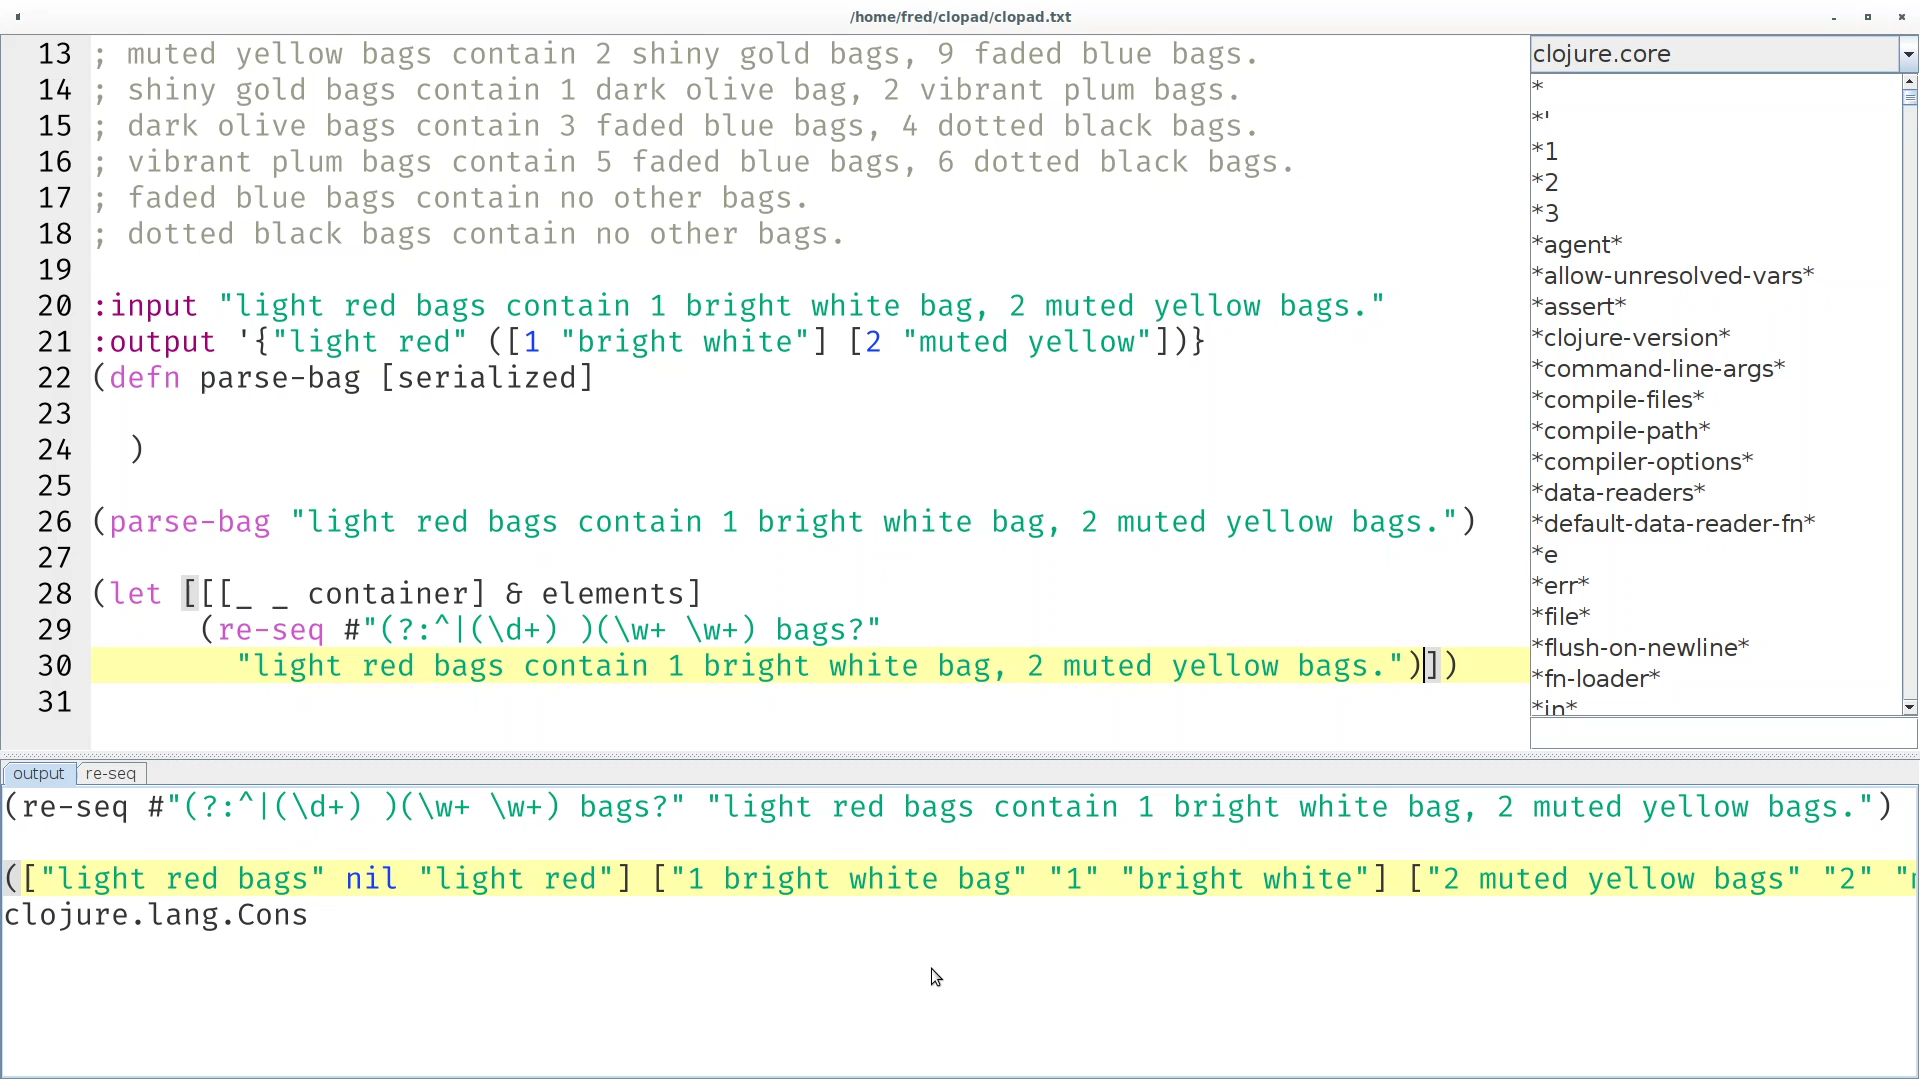 /home/fred/clopad/clopad.txt
13 ; muted yellow bags contain 2 shiny gold bags, 9 faded blue bags.
14 ; shiny gold bags contain 1 dark olive bag, 2 vibrant plum bags.
15 ; dark olive bags contain 3 faded blue bags, 4 dotted black bags.
16 ; vibrant plum bags contain 5 faded blue bags, 6 dotted black bags.
17 ; faded blue bags contain no other bags.
18 ; dotted black bags contain no other bags.
19
20 :input "light red bags contain 1 bright white bag, 2 muted yellow bags."
21 :output '{"light red" ([1 "bright white"] [2 "muted yellow"])}
22 (defn parse-bag [serialized]
23
24   )
25
26 (parse-bag "light red bags contain 1 bright white bag, 2 muted yellow bags.")
27
28 (let [[[_ _ container] & elements]
29       (re-seq #"(?:^|(\d+) )(\w+ \w+) bags?"
30         "light red bags contain 1 bright white bag, 2 muted yellow bags.")])
31
clojure.core
*
*'
*1
*2
*3
*agent*
*allow-unresolved-vars*
*assert*
*clojure-version*
*command-line-args*
*compile-files*
*compile-path*
*compiler-options*
*data-readers*
*default-data-reader-fn*
*e
*err*
*file*
*flush-on-newline*
*fn-loader*
*in*
output re-seq
(re-seq #"(?:^|(\d+) )(\w+ \w+) bags?" "light red bags contain 1 bright white bag, 2 muted yellow bags.")
(["light red bags" nil "light red"] ["1 bright white bag" "1" "bright white"] ["2 muted yellow bags" "2" "
clojure.lang.Cons